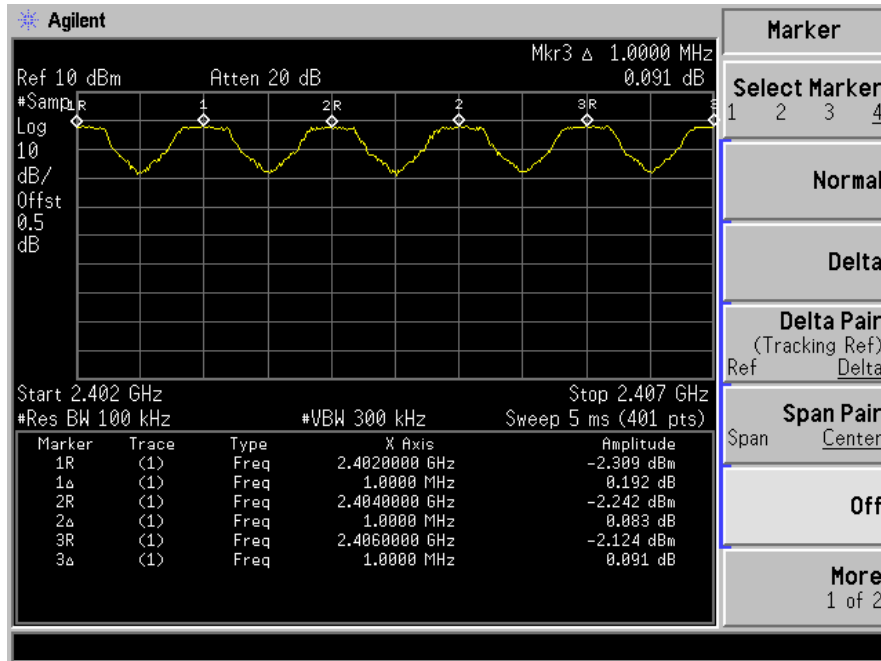 Agilent
Marker
Mkr3 Δ 1.0000 MHz
Ref 10 dBm Atten 20 dB 0.091 dB
#Samp
Log
10
dB/
Offst
0.5
dB
1R 1 2R 2 3R
Start 2.402 GHz Stop 2.407 GHz
#Res BW 100 kHz #VBW 300 kHz Sweep 5 ms (401 pts)
Marker Trace Type X Axis Amplitude
1R (1) Freq 2.4020000 GHz -2.309 dBm
1Δ (1) Freq 1.0000 MHz 0.192 dB
2R (1) Freq 2.4040000 GHz -2.242 dBm
2Δ (1) Freq 1.0000 MHz 0.083 dB
3R (1) Freq 2.4060000 GHz -2.124 dBm
3Δ (1) Freq 1.0000 MHz 0.091 dB
Select Marker
1 2 3 4
Normal
Delta
Delta Pair
(Tracking Ref)
Ref Delta
Span Pair
Span Center
Off
More
1 of 2